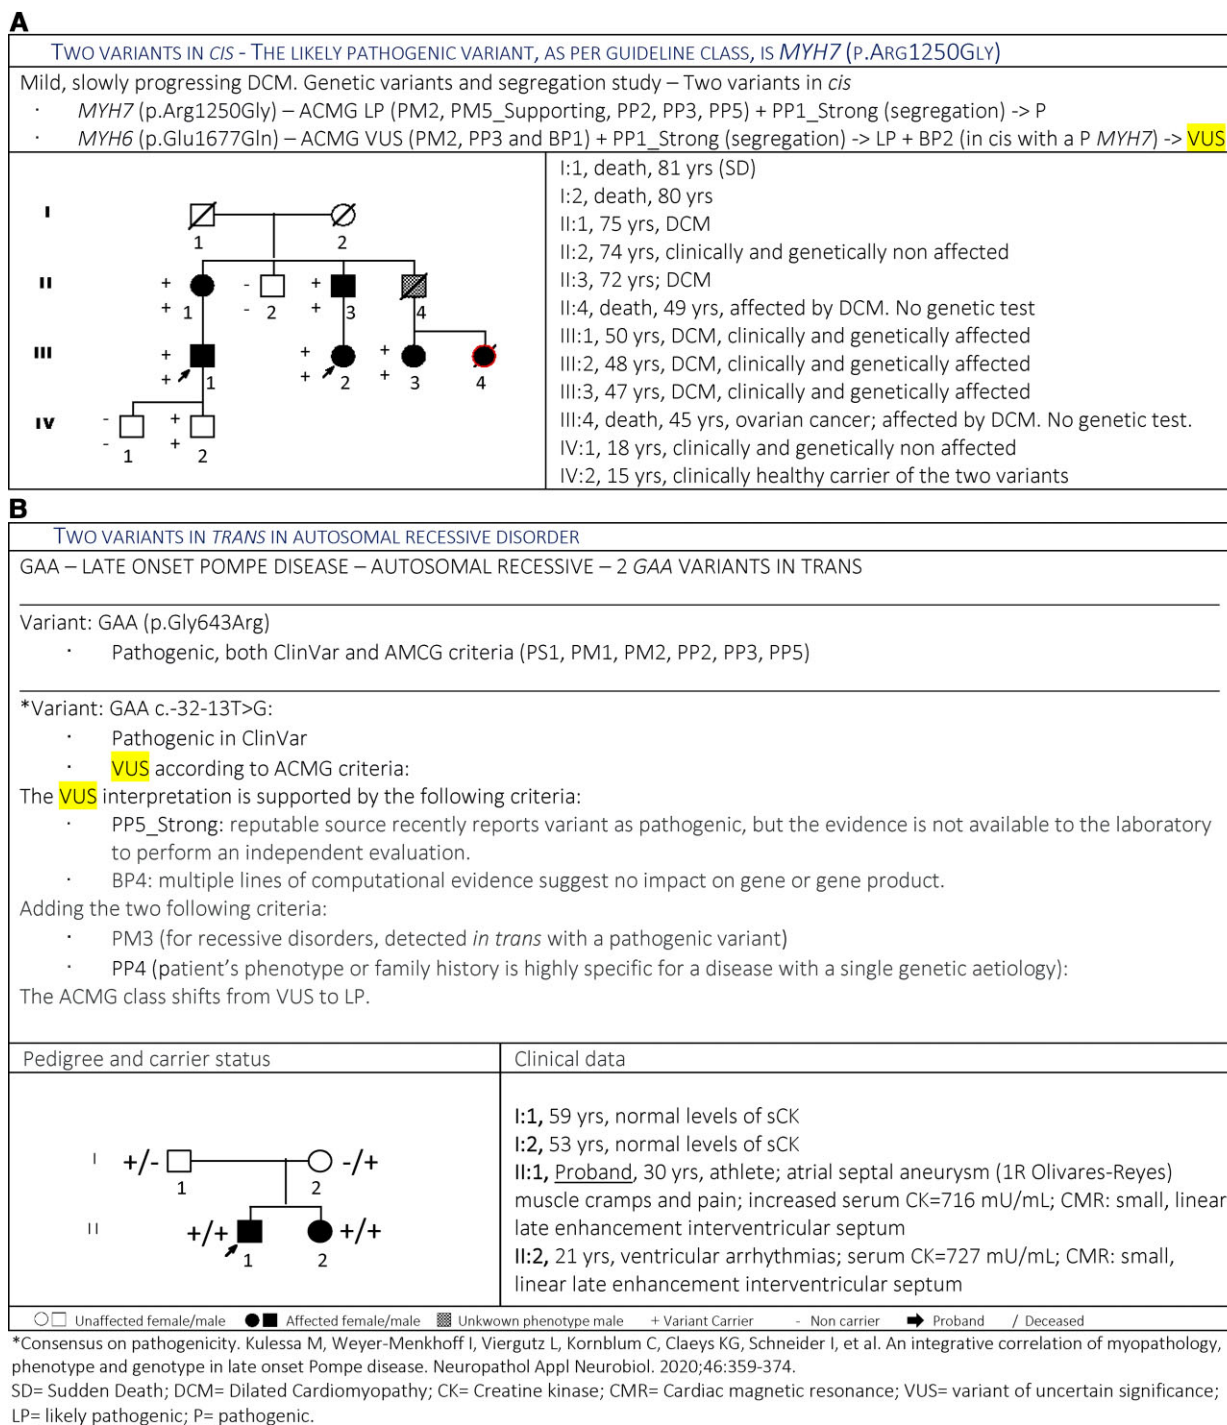 A
TWO VARIANTS IN CIS - THE LIKELY PATHOGENIC VARIANT, AS PER GUIDELINE CLASS, IS MYH7 (P.ARG1250GLY)
Mild, slowly progressing DCM. Genetic variants and segregation study – Two variants in cis
· MYH7 (p.Arg1250Gly) – ACMG LP (PM2, PM5_Supporting, PP2, PP3, PP5) + PP1_Strong (segregation) -> P
· MYH6 (p.Glu1677Gln) – ACMG VUS (PM2, PP3 and BP1) + PP1_Strong (segregation) -> LP + BP2 (in cis with a P MYH7) -> VUS
I
1 2
II
+ - +
+ 1 - 2 + 3 4
III
+ + +
+ 1 + 2 + 3 4
IV
- +
- 1 + 2
I:1, death, 81 yrs (SD)
I:2, death, 80 yrs
II:1, 75 yrs, DCM
II:2, 74 yrs, clinically and genetically non affected
II:3, 72 yrs; DCM
II:4, death, 49 yrs, affected by DCM. No genetic test
III:1, 50 yrs, DCM, clinically and genetically affected
III:2, 48 yrs, DCM, clinically and genetically affected
III:3, 47 yrs, DCM, clinically and genetically affected
III:4, death, 45 yrs, ovarian cancer; affected by DCM. No genetic test.
IV:1, 18 yrs, clinically and genetically non affected
IV:2, 15 yrs, clinically healthy carrier of the two variants
B
TWO VARIANTS IN TRANS IN AUTOSOMAL RECESSIVE DISORDER
GAA – LATE ONSET POMPE DISEASE – AUTOSOMAL RECESSIVE – 2 GAA VARIANTS IN TRANS
Variant: GAA (p.Gly643Arg)
· Pathogenic, both ClinVar and AMCG criteria (PS1, PM1, PM2, PP2, PP3, PP5)
*Variant: GAA c.-32-13T>G:
· Pathogenic in ClinVar
· VUS according to ACMG criteria:
The VUS interpretation is supported by the following criteria:
· PP5_Strong: reputable source recently reports variant as pathogenic, but the evidence is not available to the laboratory
to perform an independent evaluation.
· BP4: multiple lines of computational evidence suggest no impact on gene or gene product.
Adding the two following criteria:
· PM3 (for recessive disorders, detected in trans with a pathogenic variant)
· PP4 (patient's phenotype or family history is highly specific for a disease with a single genetic aetiology):
The ACMG class shifts from VUS to LP.
Pedigree and carrier status
I +/- -/+
1 2
II +/+ +/+
1 2
Clinical data
I:1, 59 yrs, normal levels of sCK
I:2, 53 yrs, normal levels of sCK
II:1, Proband, 30 yrs, athlete; atrial septal aneurysm (1R Olivares-Reyes)
muscle cramps and pain; increased serum CK=716 mU/mL; CMR: small, linear
late enhancement interventricular septum
II:2, 21 yrs, ventricular arrhythmias; serum CK=727 mU/mL; CMR: small,
linear late enhancement interventricular septum
Unaffected female/male Affected female/male Unkwown phenotype male + Variant Carrier - Non carrier Proband / Deceased
*Consensus on pathogenicity. Kulessa M, Weyer-Menkhoff I, Viergutz L, Kornblum C, Claeys KG, Schneider I, et al. An integrative correlation of myopathology,
phenotype and genotype in late onset Pompe disease. Neuropathol Appl Neurobiol. 2020;46:359-374.
SD= Sudden Death; DCM= Dilated Cardiomyopathy; CK= Creatine kinase; CMR= Cardiac magnetic resonance; VUS= variant of uncertain significance;
LP= likely pathogenic; P= pathogenic.